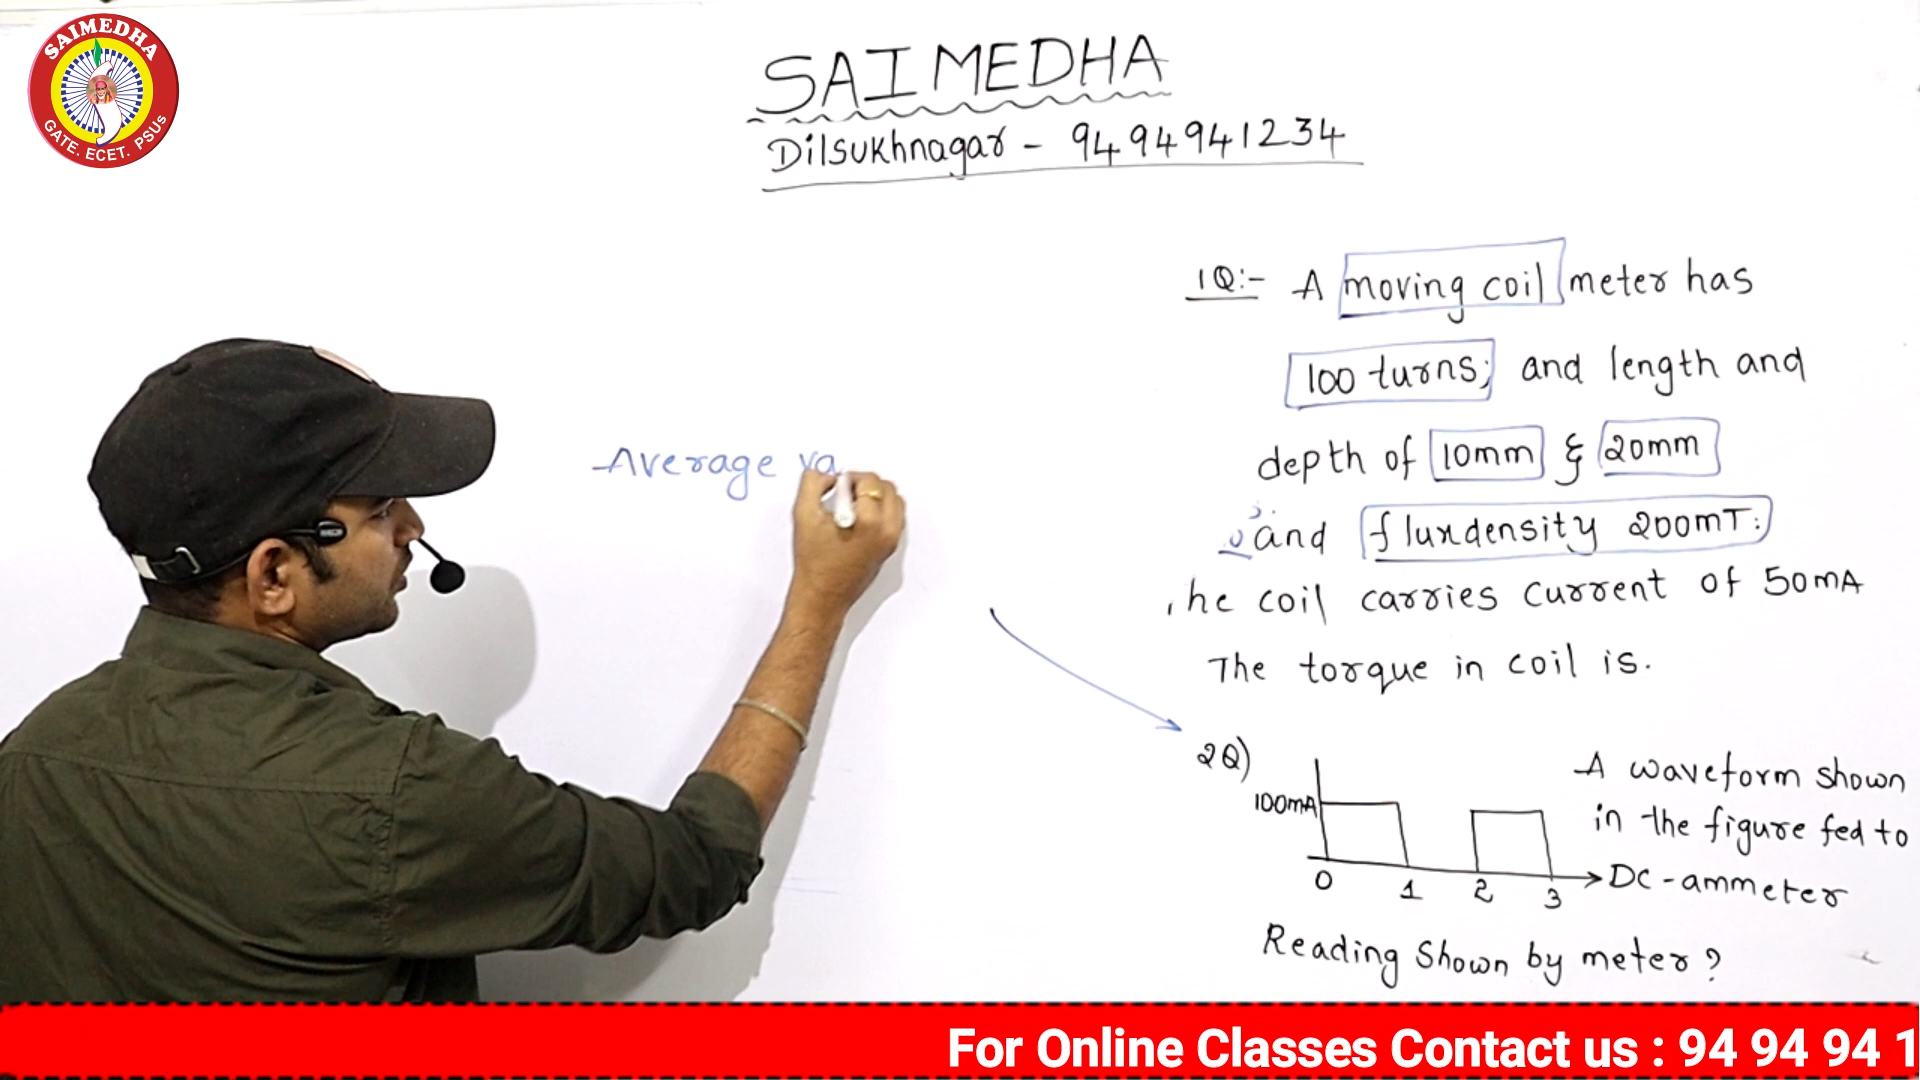 SAIMEDHA
GATE. ECET. PSUs
SAIMEDHA
Dilsukhnagar - 9494941234
1Q:- A moving coil meter has
100 turns; and length and
depth of 10mm & 20mm
and fluxdensity 200mT.
he coil carries current of 50mA
The torque in coil is.
Average va
2Q)
100mA
0 1 2 3
A waveform shown
in the figure fed to
DC-ammeter
Reading shown by meter?
For Online Classes Contact us : 94 94 94 1